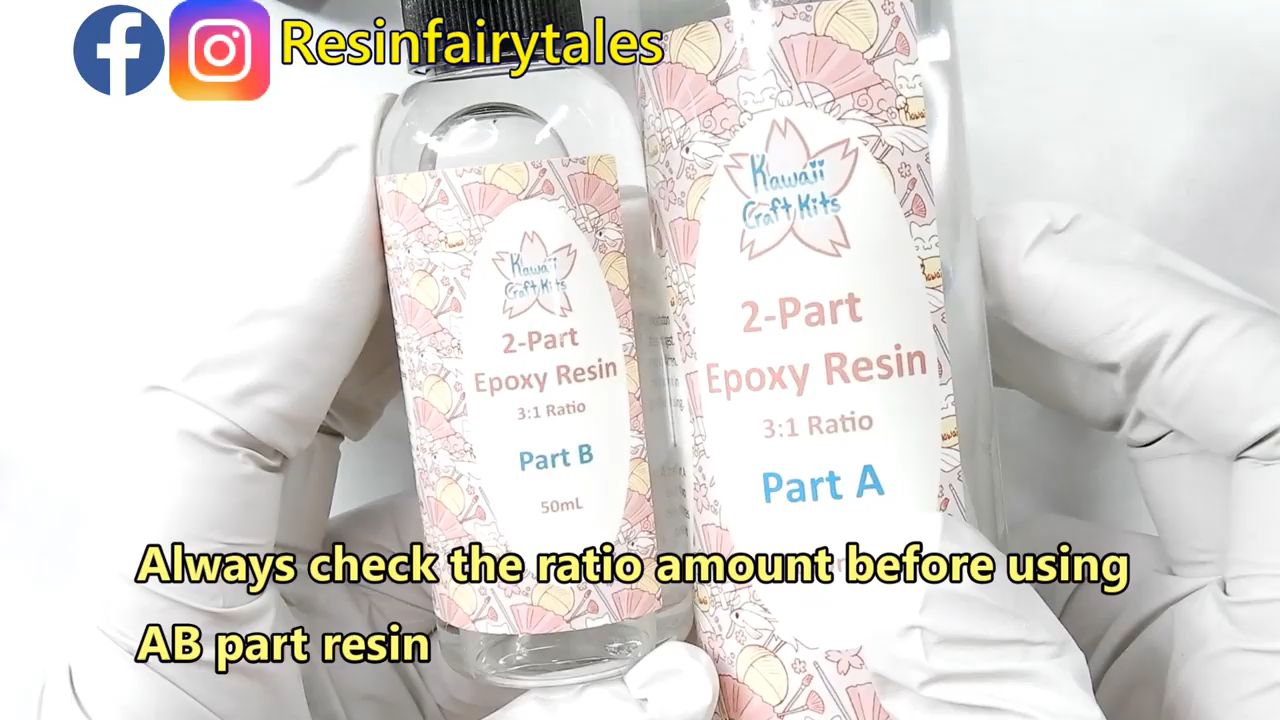 Resinfairytales
Kawaii
Craft Kits
2-Part
Epoxy Resin
3:1 Ratio
Part B
50mL
Kawaii
Craft Kits
2-Part
Epoxy Resin
3:1 Ratio
Part A
Always check the ratio amount before using
AB part resin